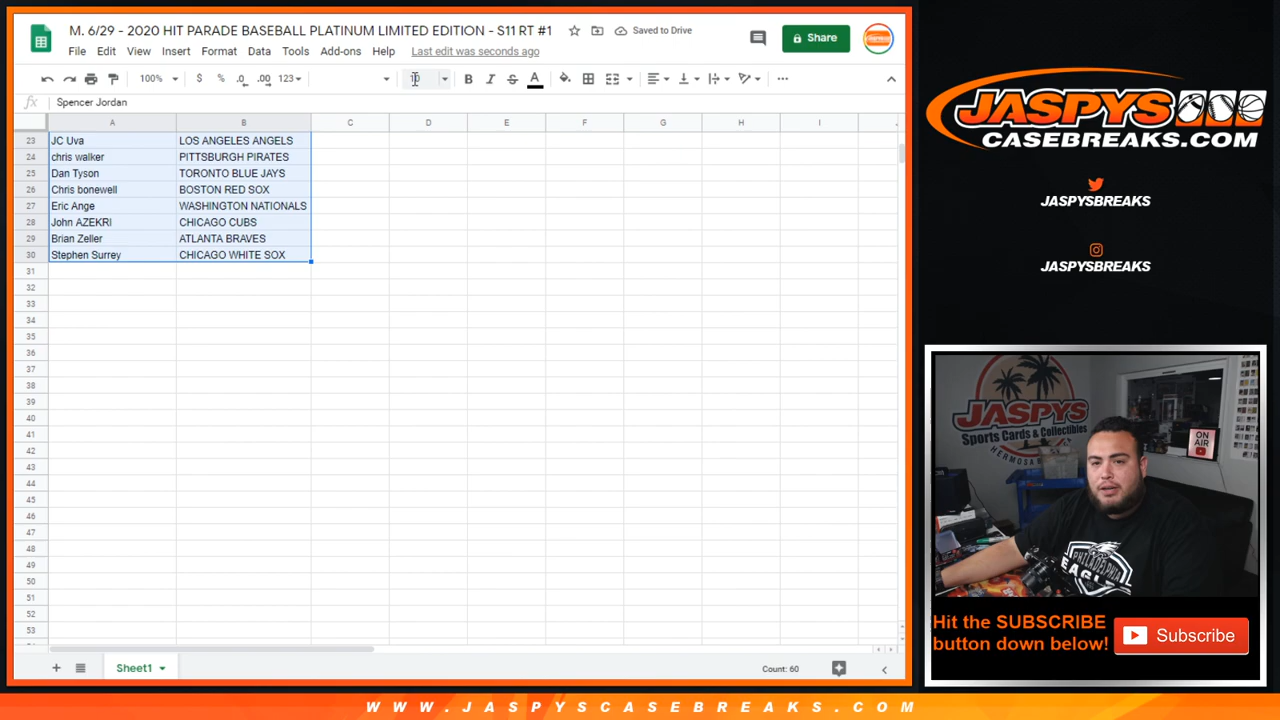 M. 6/29 - 2020 HIT PARADE BASEBALL PLATINUM LIMITED EDITION - S11 RT #1
Saved to Drive
Share
File Edit View Insert Format Data Tools Add-ons Help Last edit was seconds ago
100% $ % .0 .00 123 B I S A
fx Spencer Jordan
A B C D E F G H I
23 JC Uva LOS ANGELES ANGELS
24 chris walker PITTSBURGH PIRATES
25 Dan Tyson TORONTO BLUE JAYS
26 Chris bonewell BOSTON RED SOX
27 Eric Ange WASHINGTON NATIONALS
28 John AZEKRI CHICAGO CUBS
29 Brian Zeller ATLANTA BRAVES
30 Stephen Surrey CHICAGO WHITE SOX
31
32
33
34
35
36
37
38
39
40
41
42
43
44
45
46
47
48
49
50
51
52
53
Sheet1
Count: 60
JASPYS
CASEBREAKS.COM
JASPYSBREAKS
JASPYSBREAKS
JASPYS
Sports Cards & Collectibles
HERMOSA
ON
AIR
PHILADELPHIA
EAGLES
Hit the SUBSCRIBE
button down below!
Subscribe
WWW.JASPYSCASEBREAKS.COM